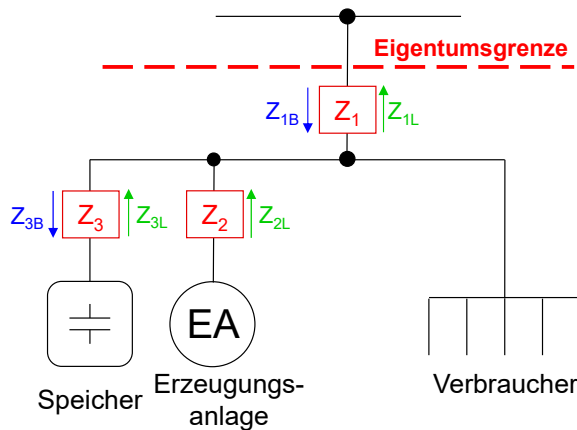 Eigentumsgrenze
Z1B
Z1
Z1L
Z3B
Z3
Z3L
Z2
Z2L
EA
Speicher
Erzeugungs-
anlage
Verbraucher